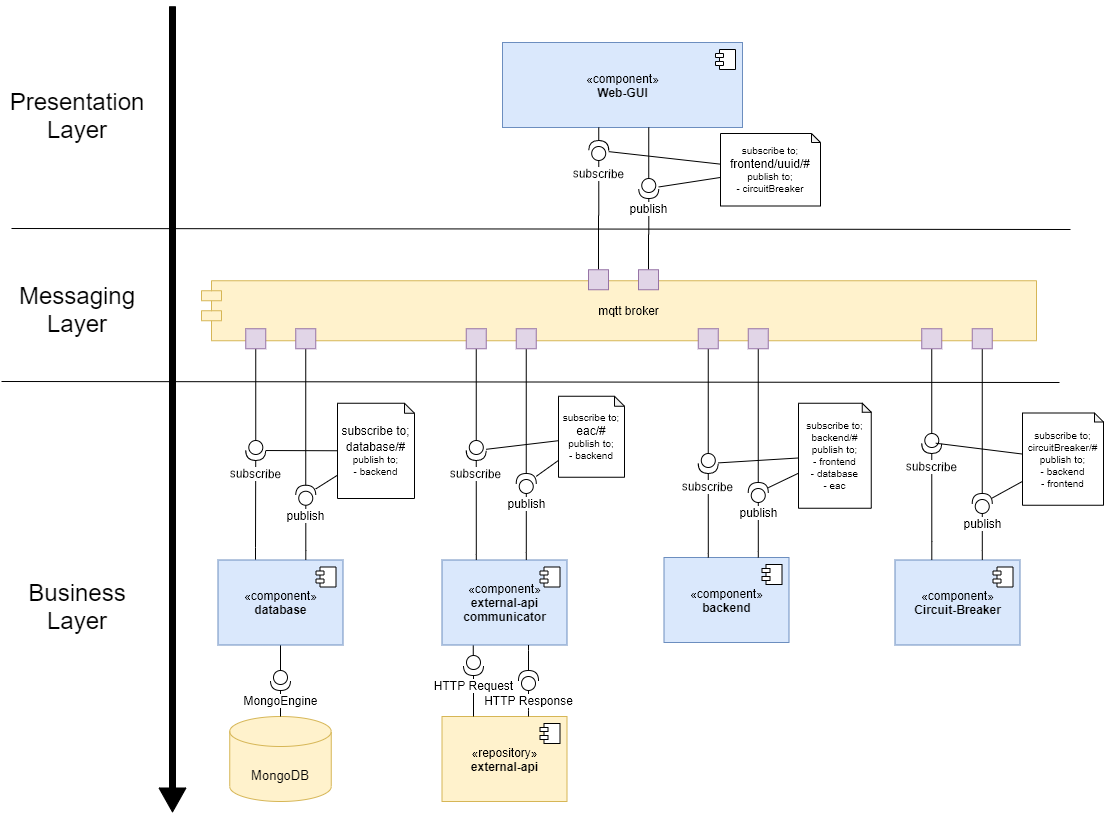 Presentation
Layer
«component»
Web-GUI
subscribe
publish
subscribe to;
frontend/uuid/#
publish to;
- circuitBreaker
Messaging
Layer
mqtt broker
Business
Layer
subscribe
publish
subscribe to;
database/#
publish to;
- backend
subscribe
publish
subscribe to;
eac/#
publish to;
- backend
subscribe
publish
subscribe to;
backend/#
publish to;
- frontend
- database
- eac
subscribe
publish
subscribe to;
circuitBreaker/#
publish to;
- backend
- frontend
«component»
database
«component»
external-api
communicator
«component»
backend
«component»
Circuit-Breaker
MongoEngine
HTTP Request
HTTP Response
MongoDB
«repository»
external-api